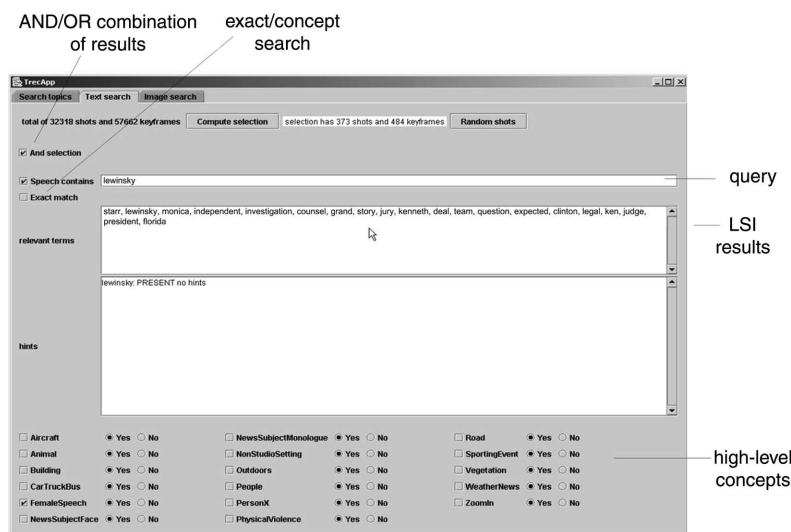 AND/OR combination
of results
exact/concept
search
TrecApp
Search topics Text search Image search
total of 32318 shots and 57662 keyframes Compute selection selection has 373 shots and 484 keyframes Random shots
And selection
Speech contains lewinsky
query
Exact match
relevant terms
starr, lewinsky, monica, independent, investigation, counsel, grand, story, jury, kenneth, deal, team, question, expected, clinton, legal, ken, judge,
president, florida
LSI
results
hints
lewinsky: PRESENT no hints
Aircraft Yes No NewsSubjectMonologue Yes No Road Yes No
Animal Yes No NonStudioSetting Yes No SportingEvent Yes No
Building Yes No Outdoors Yes No Vegetation Yes No
CarTruckBus Yes No People Yes No WeatherNews Yes No
FemaleSpeech Yes No PersonX Yes No ZoomIn Yes No
NewsSubjectFace Yes No PhysicalViolence Yes No
high-level
concepts